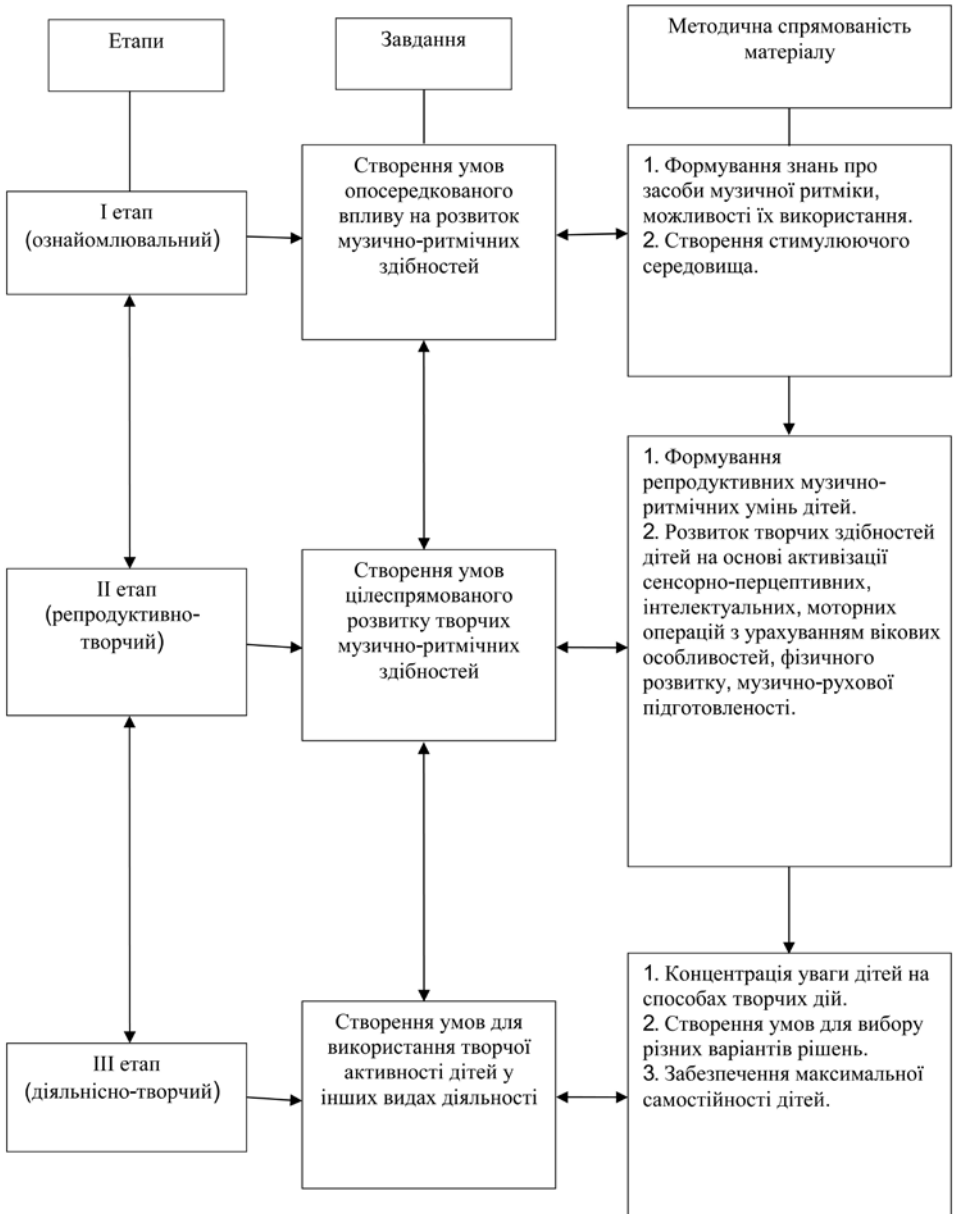 Етапи
Завдання
Методична спрямованість
матеріалу
І етап
(ознайомлювальний)
Створення умов
опосередкованого
впливу на розвиток
музично-ритмічних
здібностей
1. Формування знань про
засоби музичної ритміки,
можливості їх використання.
2. Створення стимулюючого
середовища.
ІІ етап
(репродуктивно-
творчий)
Створення умов
цілеспрямованого
розвитку творчих
музично-ритмічних
здібностей
1. Формування
репродуктивних музично-
ритмічних умінь дітей.
2. Розвиток творчих здібностей
дітей на основі активізації
сенсорно-перцептивних,
інтелектуальних, моторних
операцій з урахуванням вікових
особливостей, фізичного
розвитку, музично-рухової
підготовленості.
ІІІ етап
(діяльнісно-творчий)
Створення умов для
використання творчої
активності дітей у
інших видах діяльності
1. Концентрація уваги дітей на
способах творчих дій.
2. Створення умов для вибору
різних варіантів рішень.
3. Забезпечення максимальної
самостійності дітей.